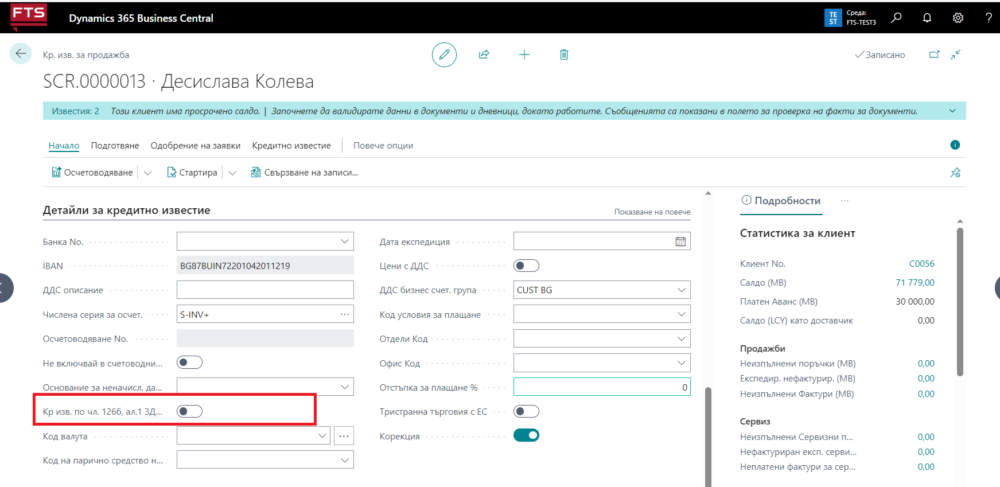 FTS
Dynamics 365 Business Central
TE
ST
Среда:
FTS-TEST3
?
Кр. изв. за продажба
Записано
SCR.0000013 · Десислава Колева
Известия: 2 Този клиент има просрочено салдо. | Започнете да валидирате данни в документи и дневници, докато работите. Съобщенията са показани в полето за проверка на факти за документи.
Начало Подготвяне Одобрение на заявки Кредитно известие Повече опции
Осчетоводяване Стартира Свързване на записи...
Детайли за кредитно известие
Показване на повече
Банка No.
IBAN BG87BUIN72201042011219
ДДС описание
Числена серия за осчет. S-INV+ ...
Осчетоводяване No.
Не включвай в счетоводни...
Основание за неначисл. да...
Кр изв. по чл. 126б, ал.1 ЗД...
Код валута ...
Код на парично средство н...
Дата експедиция
Цени с ДДС
ДДС бизнес счет. група CUST BG
Код условия за плащане
Отдели Код
Офис Код
Отстъпка за плащане % 0
Тристранна търговия с ЕС
Корекция
Подробности ...
Статистика за клиент
Клиент No. C0056
Салдо (МВ) 71 779,00
Платен Аванс (МВ) 30 000,00
Салдо (LCY) като доставчик 0,00
Продажби
Неизпълнени поръчки (МВ) 0,00
Експедир. нефактурир. (МВ) 0,00
Неизпълнени Фактури (МВ) 0,00
Сервиз
Неизпълнени Сервизни п... 0,00
Нефактуриран експ. серви... 0,00
Неплатени фактури за сер... 0,00